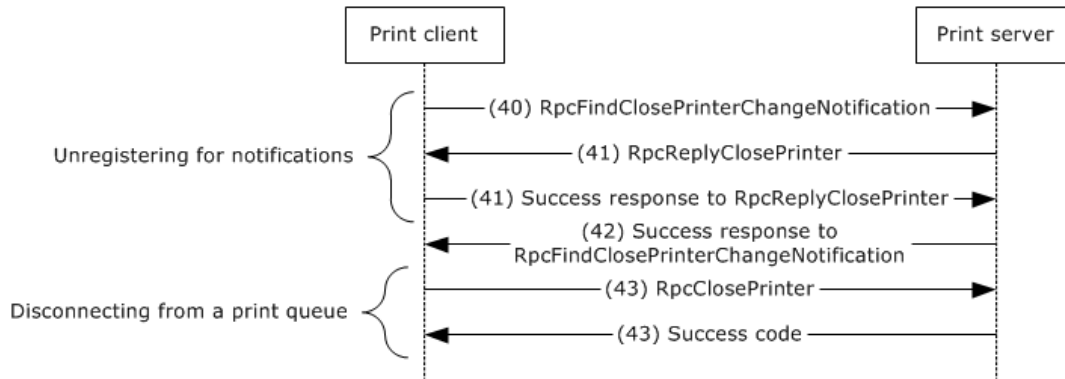 Print client
Print server
(40) RpcFindClosePrinterChangeNotification
Unregistering for notifications
(41) RpcReplyClosePrinter
(41) Success response to RpcReplyClosePrinter
(42) Success response to
RpcFindClosePrinterChangeNotification
(43) RpcClosePrinter
Disconnecting from a print queue
(43) Success code